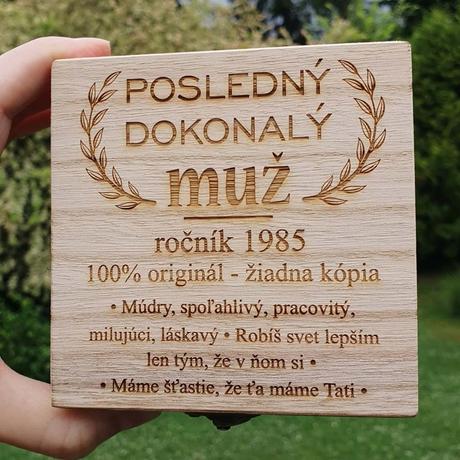 POSLEDNÝ
DOKONALÝ
muž
ročník 1985
100% originál - žiadna kópia
• Múdry, spoľahlivý, pracovitý,
milujúci, láskavý • Robíš svet lepším
len tým, že v ňom si •
• Máme šťastie, že ťa máme Tati •